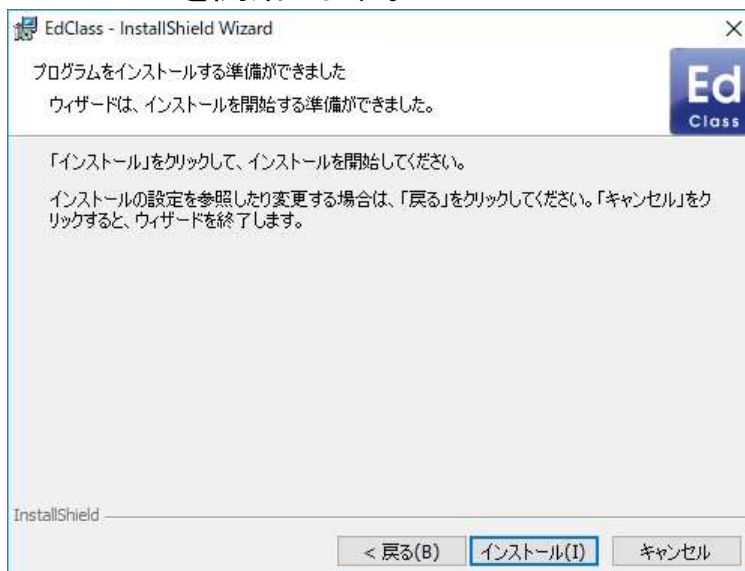 EdClass - InstallShield Wizard
プログラムをインストールする準備ができました
ウィザードは、インストールを開始する準備ができました。
Ed
Class
「インストール」をクリックして、インストールを開始してください。
インストールの設定を参照したり変更する場合は、「戻る」をクリックしてください。「キャンセル」をク
リックすると、ウィザードを終了します。
InstallShield
< 戻る(B)
インストール(I)
キャンセル